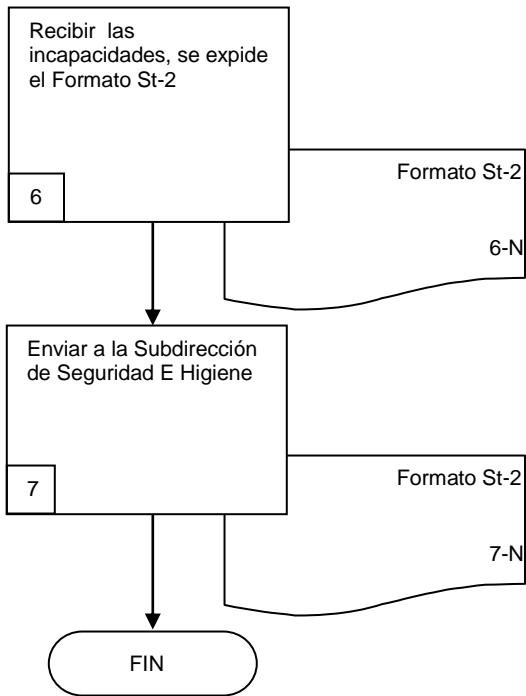 Recibir las
incapacidades, se expide
el Formato St-2
6
Formato St-2
6-N
Enviar a la Subdirección
de Seguridad E Higiene
7
Formato St-2
7-N
FIN